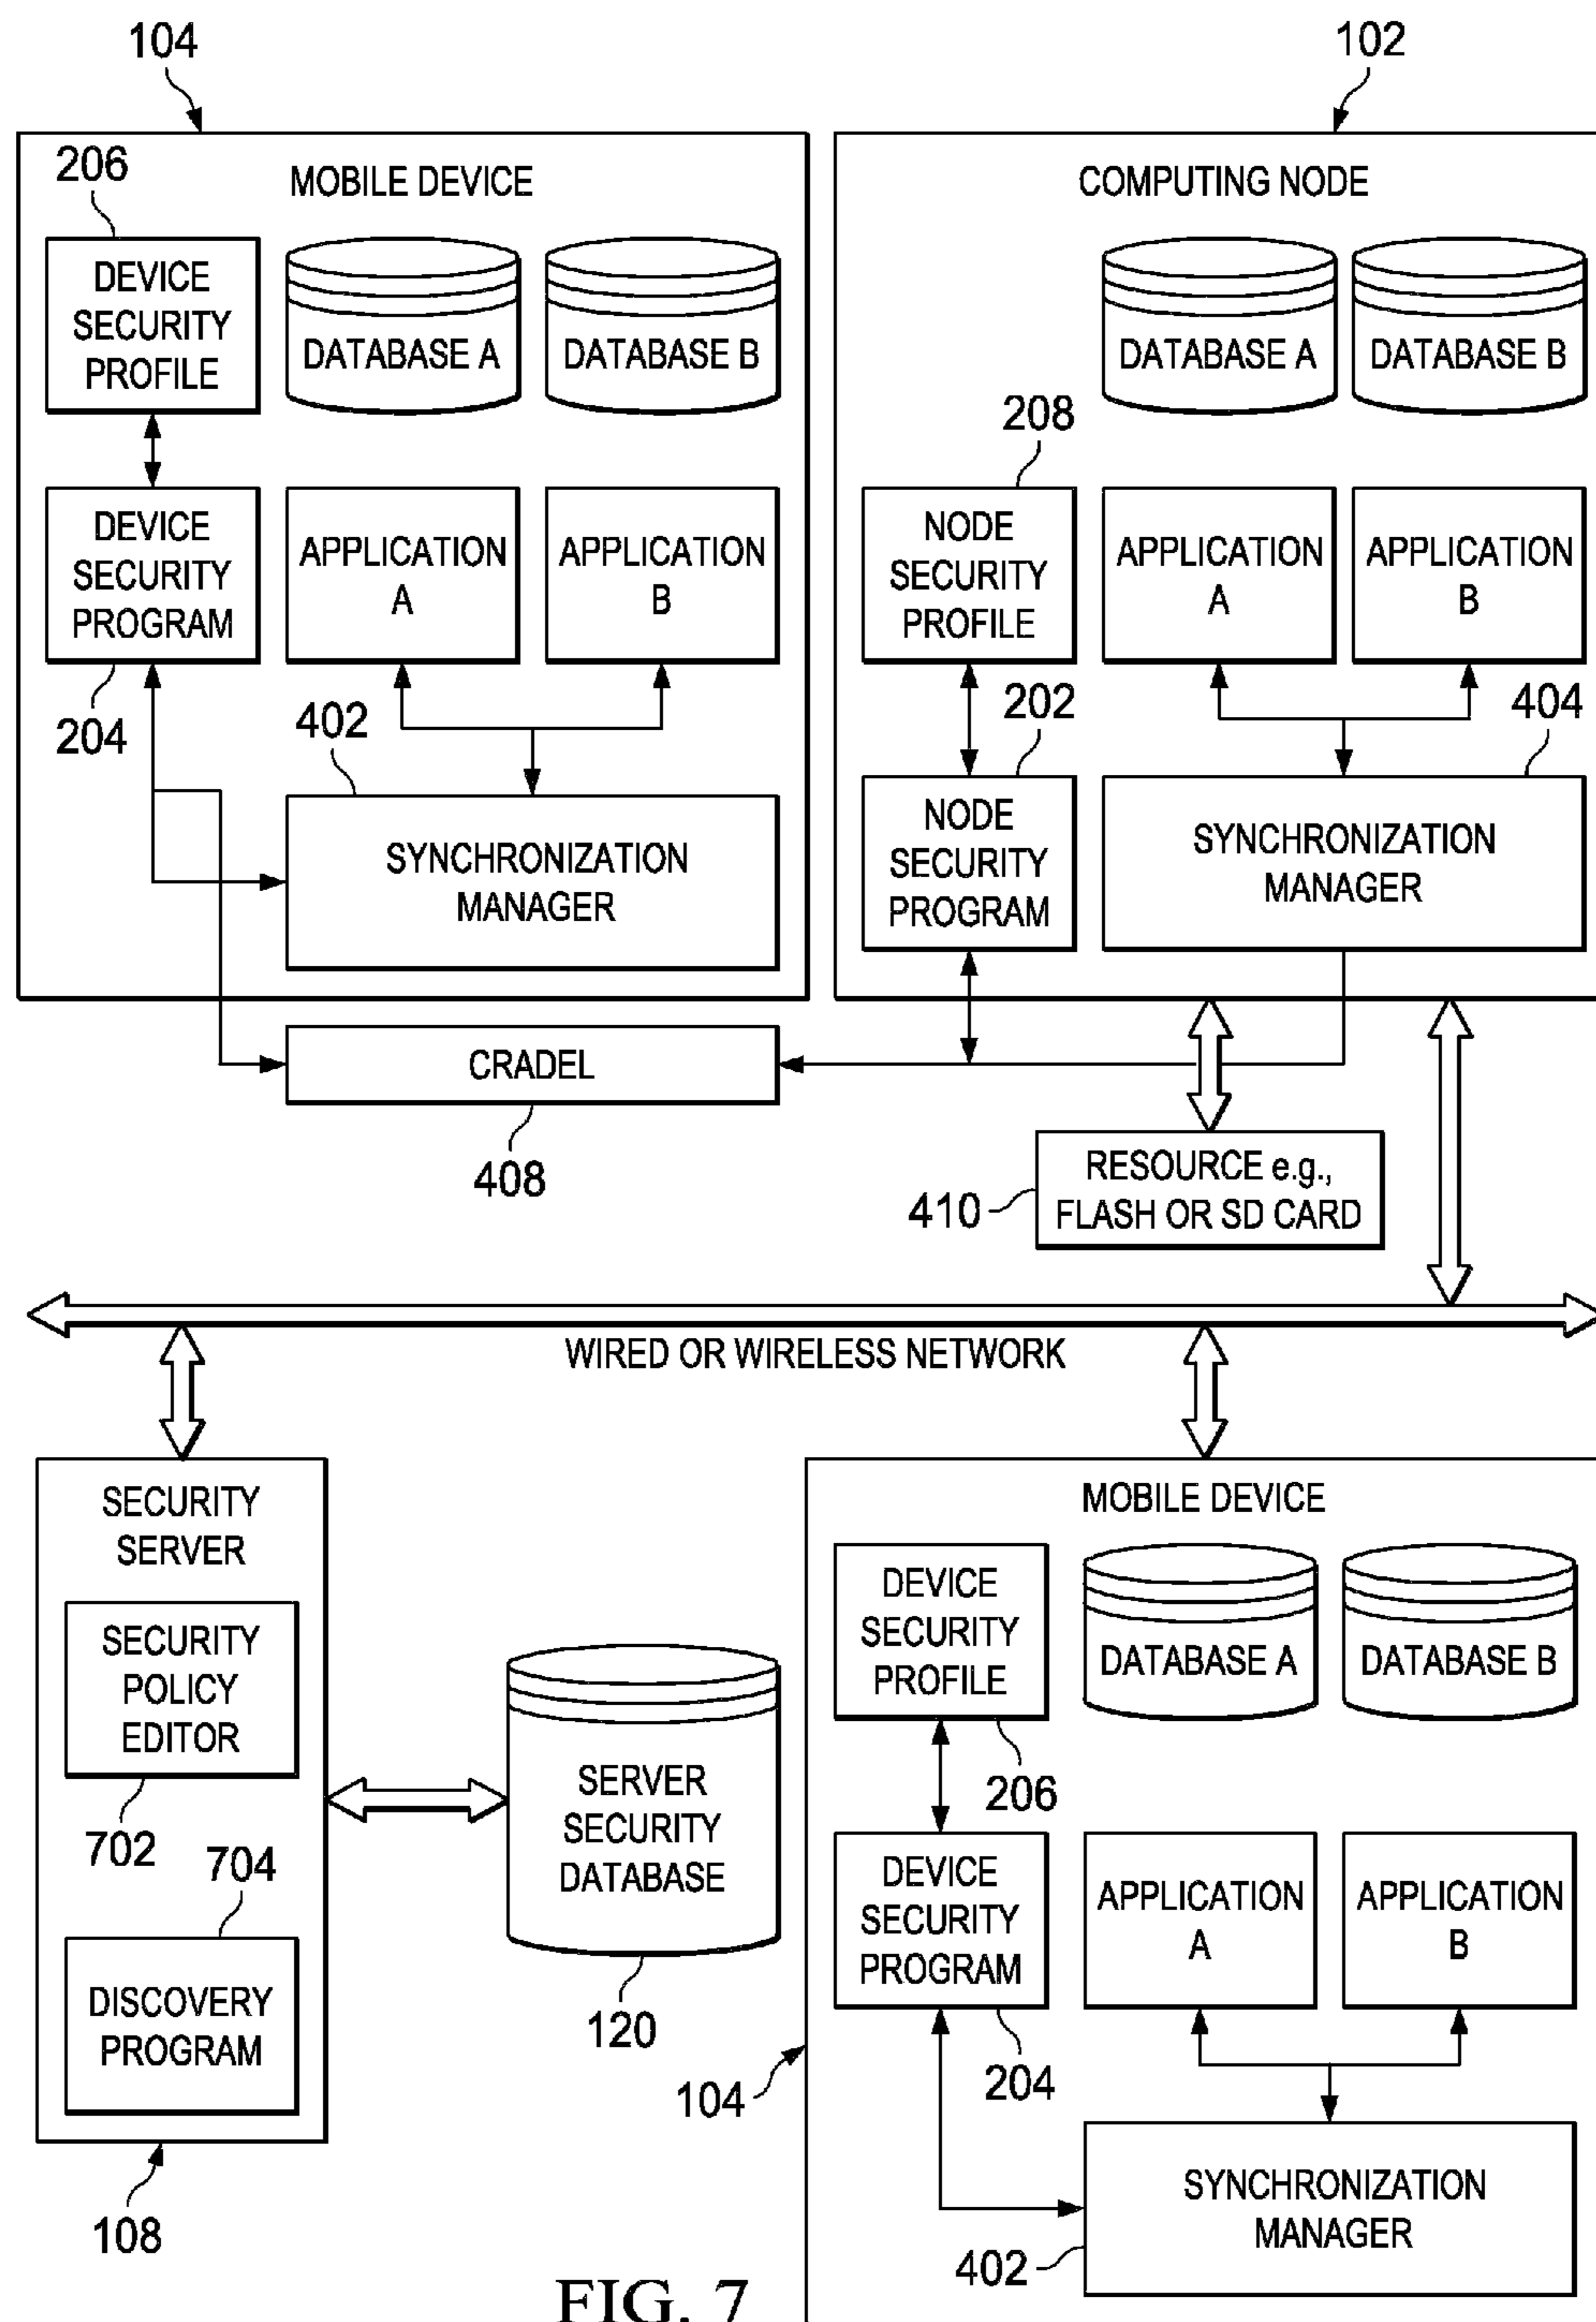 104
102
206
MOBILE DEVICE
COMPUTING NODE
DEVICE
SECURITY
PROFILE
DATABASE A
DATABASE B
DATABASE A
DATABASE B
208
DEVICE
SECURITY
PROGRAM
APPLICATION
A
APPLICATION
B
NODE
SECURITY
PROFILE
APPLICATION
A
APPLICATION
B
204
402
202
404
SYNCHRONIZATION
MANAGER
NODE
SECURITY
PROGRAM
SYNCHRONIZATION
MANAGER
CRADEL
408
410
RESOURCE e.g.,
FLASH OR SD CARD
WIRED OR WIRELESS NETWORK
SECURITY
SERVER
MOBILE DEVICE
SECURITY
POLICY
EDITOR
702
704
DISCOVERY
PROGRAM
108
SERVER
SECURITY
DATABASE
120
DEVICE
SECURITY
PROFILE
DATABASE A
DATABASE B
206
DEVICE
SECURITY
PROGRAM
APPLICATION
A
APPLICATION
B
204
104
SYNCHRONIZATION
MANAGER
402
FIG. 7